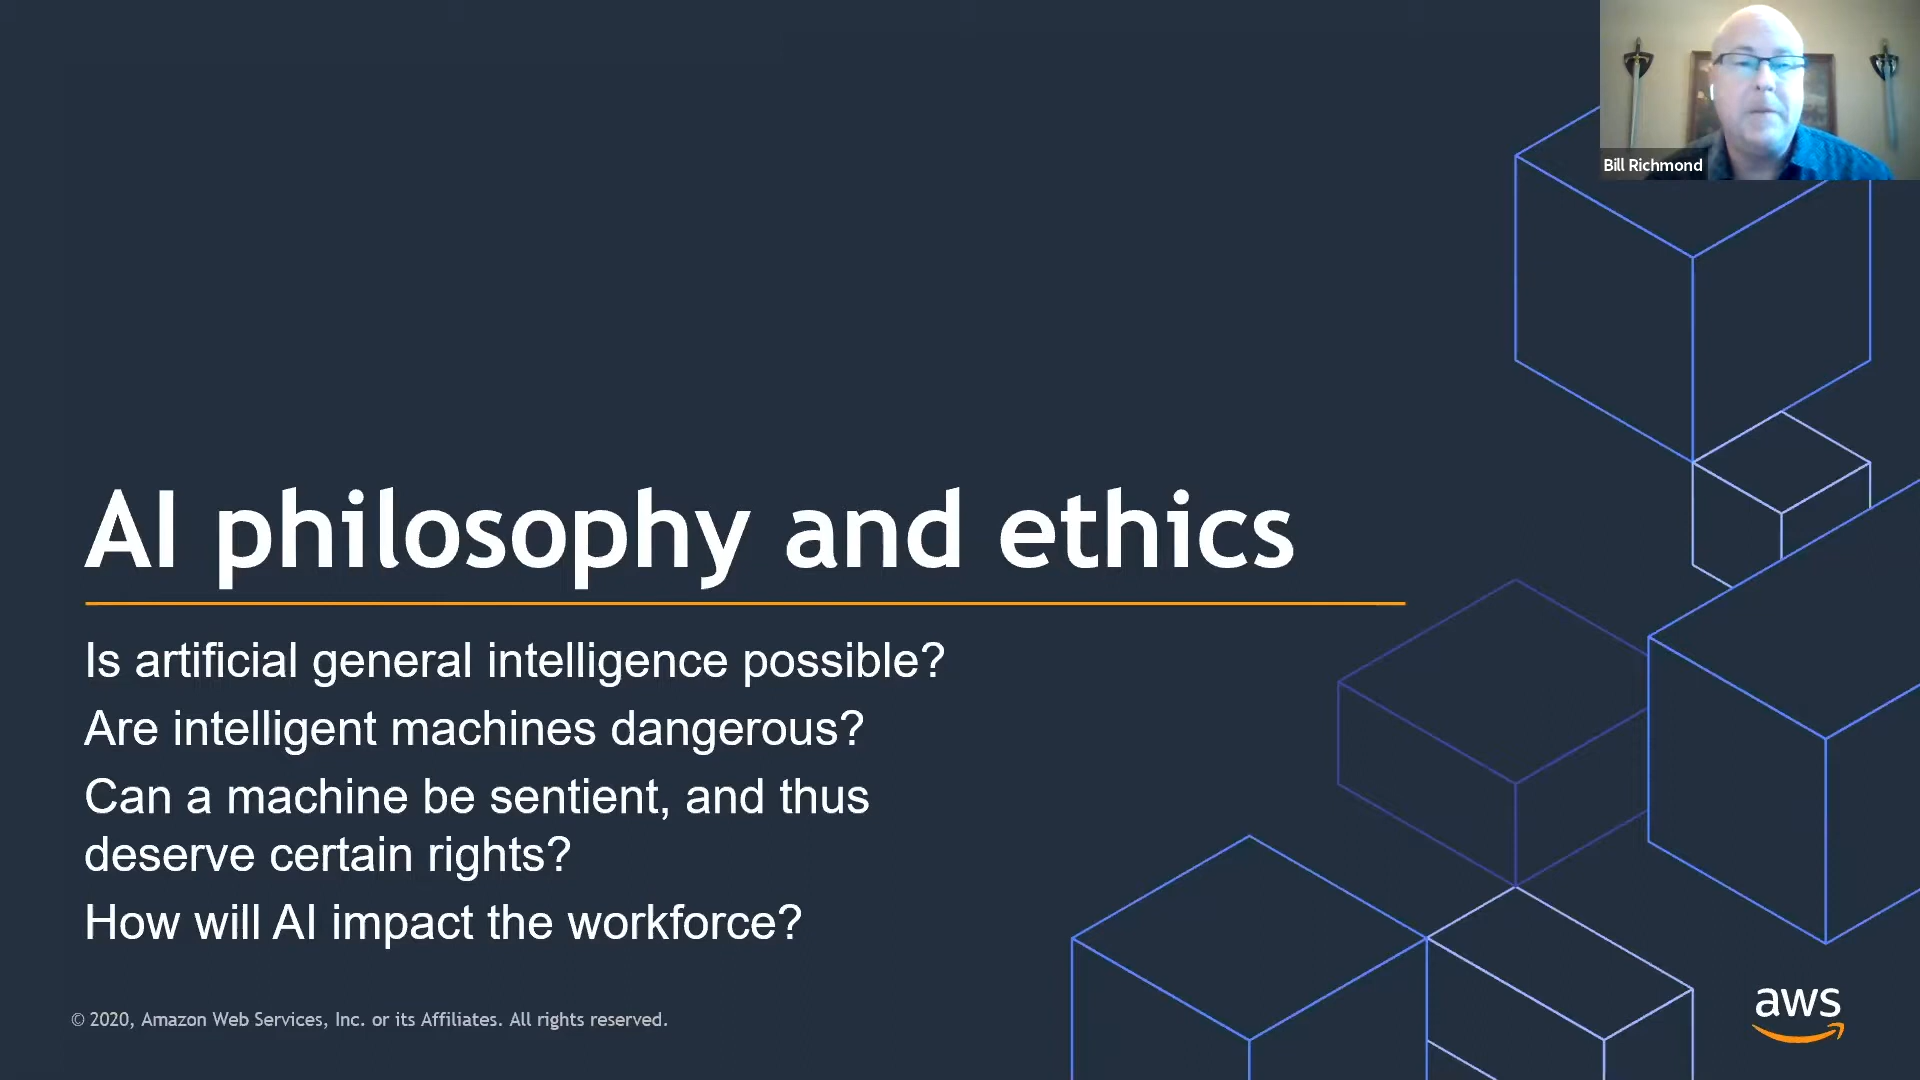 Bill Richmond
AI philosophy and ethics
Is artificial general intelligence possible?
Are intelligent machines dangerous?
Can a machine be sentient, and thus
deserve certain rights?
How will AI impact the workforce?
© 2020, Amazon Web Services, Inc. or its Affiliates. All rights reserved.
aws